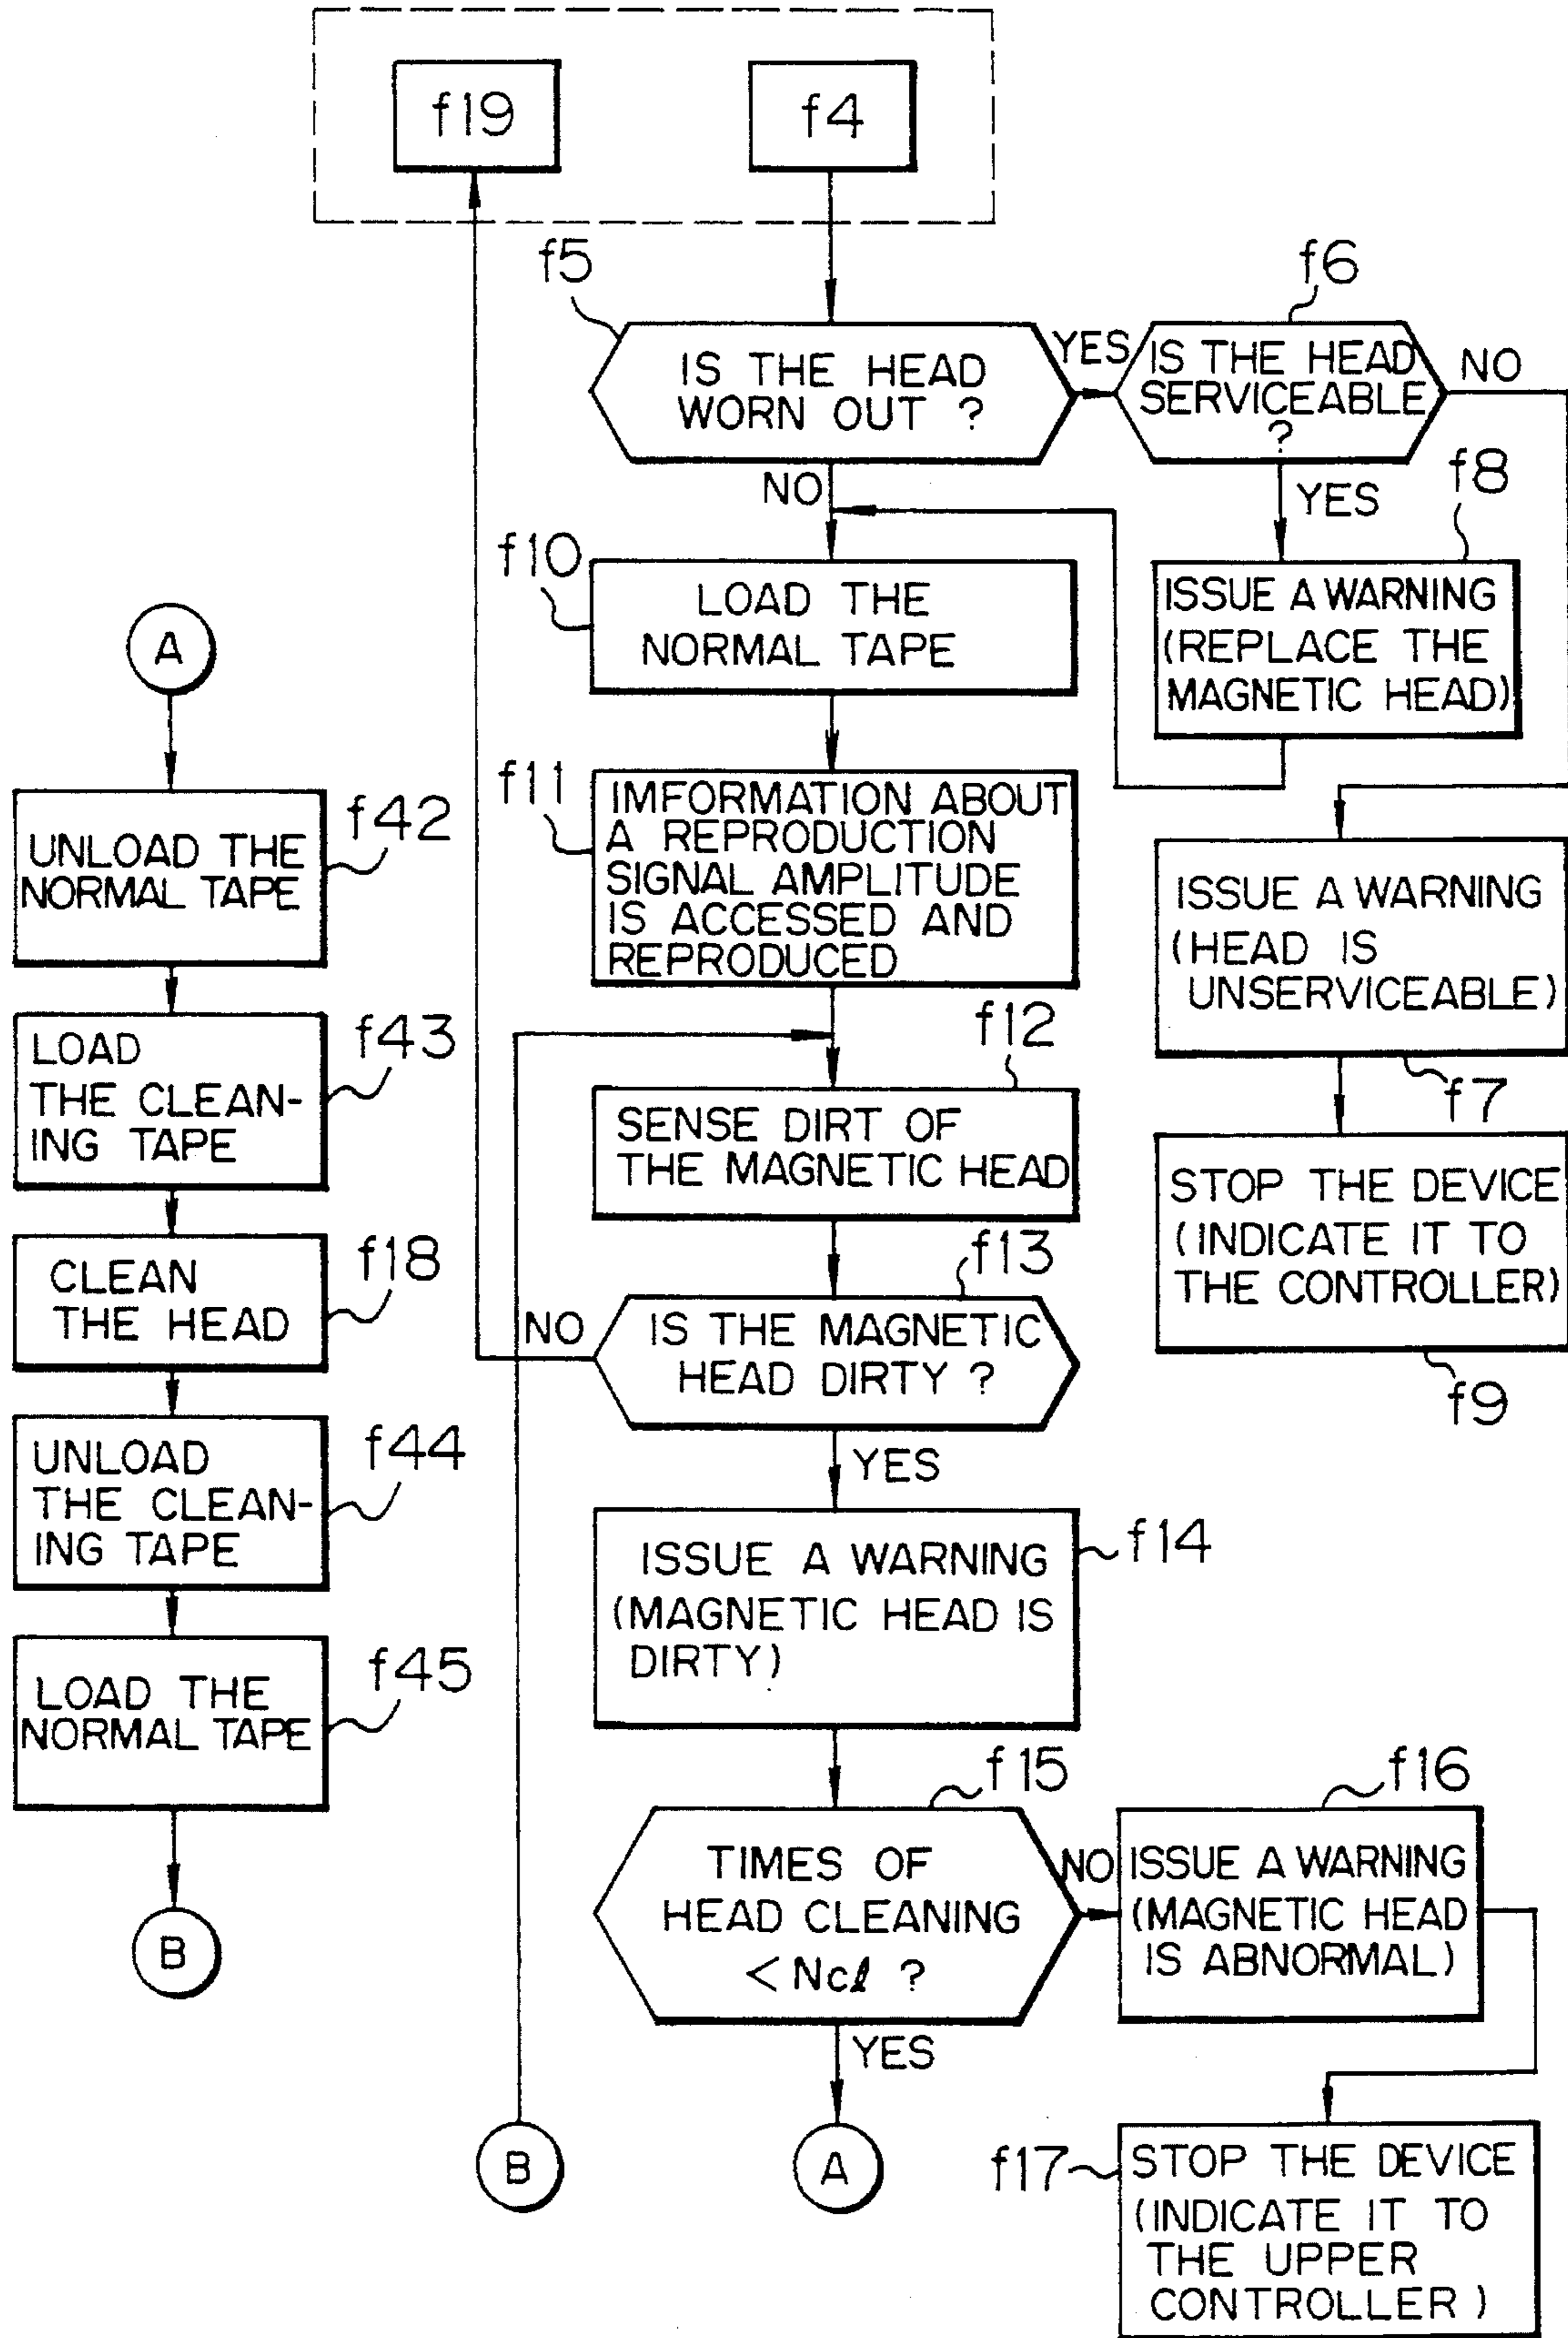 f19
f4
f5
IS THE HEAD
WORN OUT ?
YES
f6
IS THE HEAD
SERVICEABLE
?
NO
NO
YES
f8
ISSUE A WARNING
(REPLACE THE
MAGNETIC HEAD)
f10
LOAD THE
NORMAL TAPE
f11
IMFORMATION ABOUT
A REPRODUCTION
SIGNAL AMPLITUDE
IS ACCESSED AND
REPRODUCED
ISSUE A WARNING
(HEAD IS
UNSERVICEABLE)
f7
STOP THE DEVICE
(INDICATE IT TO
THE CONTROLLER)
f9
f12
SENSE DIRT OF
THE MAGNETIC HEAD
f13
IS THE MAGNETIC
HEAD DIRTY ?
NO
YES
ISSUE A WARNING
(MAGNETIC HEAD IS
DIRTY)
f14
f15
TIMES OF
HEAD CLEANING
< Ncl ?
NO
f16
ISSUE A WARNING
(MAGNETIC HEAD
IS ABNORMAL)
YES
B
A
f17
STOP THE DEVICE
(INDICATE IT TO
THE UPPER
CONTROLLER)
A
UNLOAD THE
NORMAL TAPE
f42
LOAD
THE CLEAN-
ING TAPE
f43
CLEAN
THE HEAD
f18
UNLOAD
THE CLEAN-
ING TAPE
f44
LOAD THE
NORMAL TAPE
f45
B